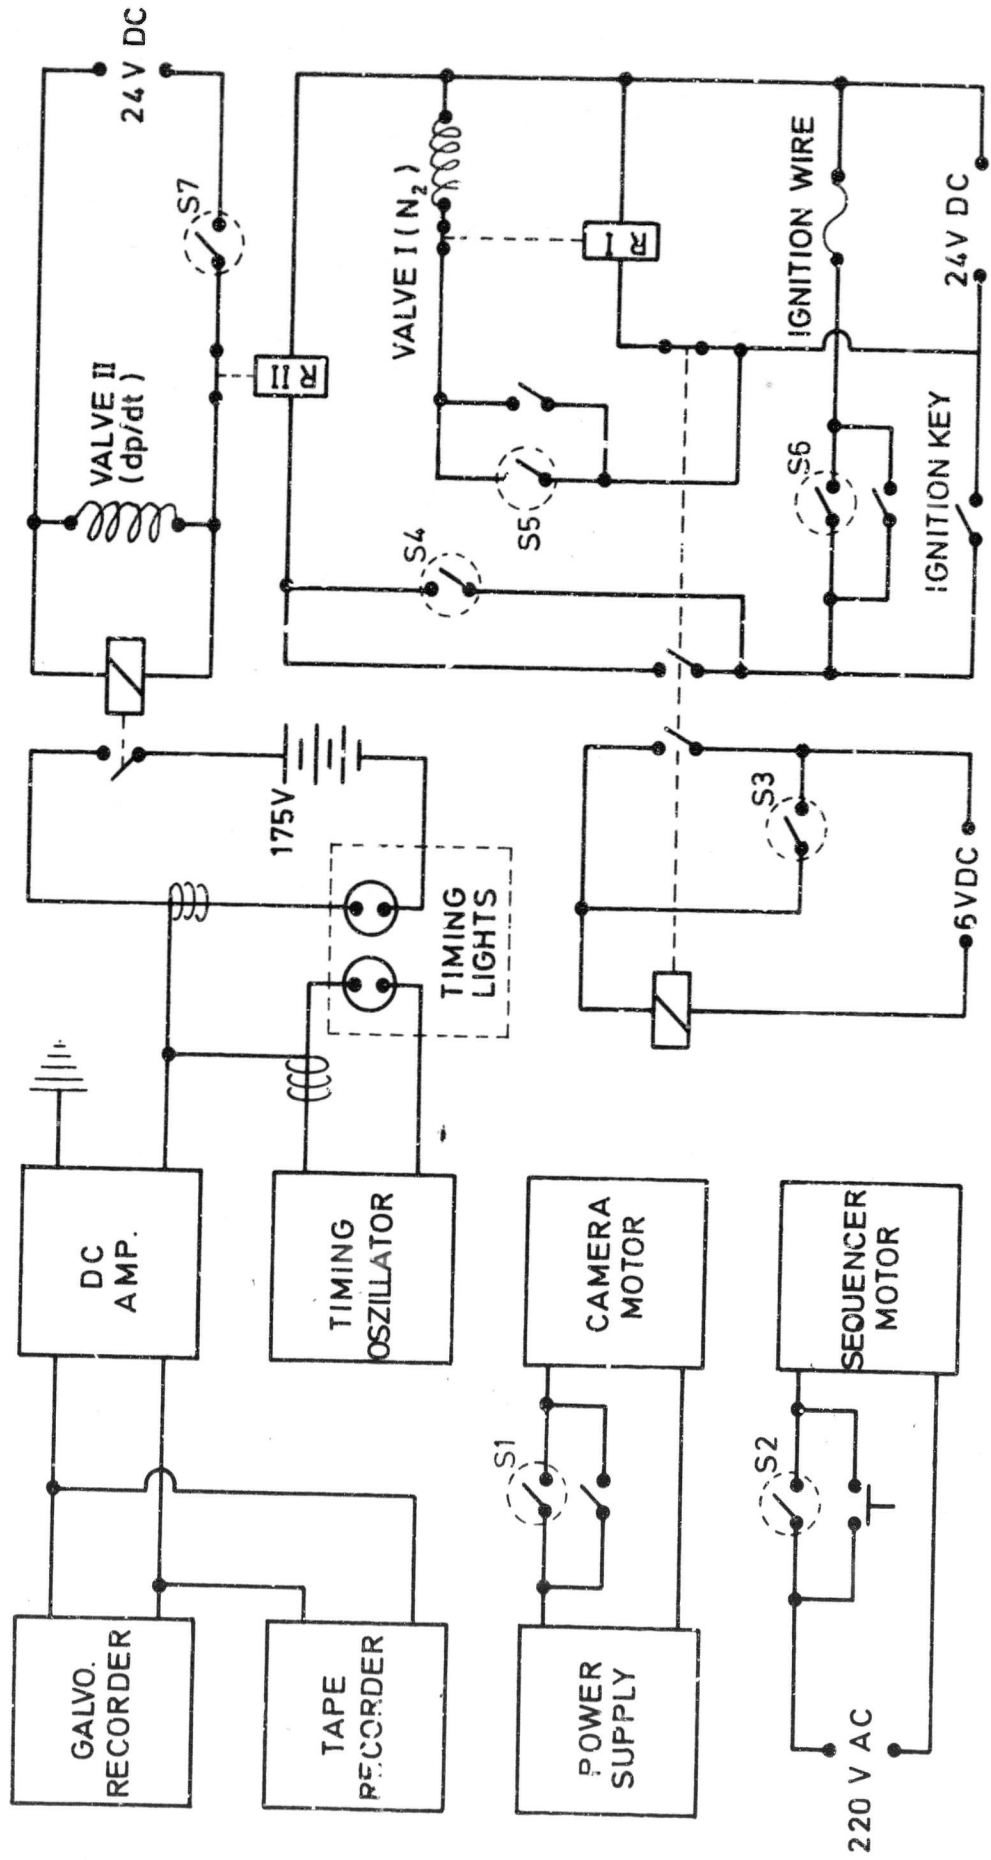 GALVO.
RECORDER
DC
AMP.
VALVE II
(dp/dt)
24V DC
S7
TAPE
RECORDER
TIMING
OSZILLATOR
175V
TIMING
LIGHTS
R II
S4
S5
VALVE I (N2)
R I
POWER
SUPPLY
S1
CAMERA
MOTOR
S3
6VDC
S6
IGNITION WIRE
IGNITION KEY
24V DC
220 V AC
S2
SEQUENCER
MOTOR